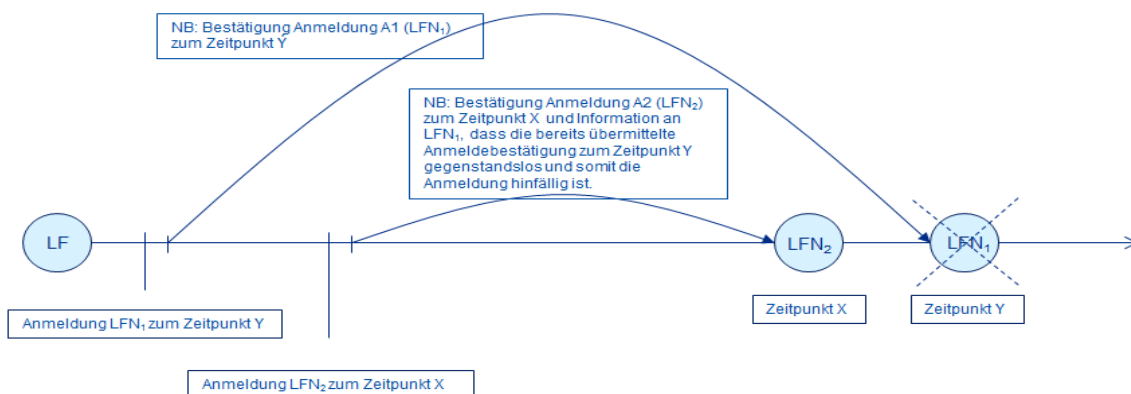 NB: Bestätigung Anmeldung A1 (LFN₁)
zum Zeitpunkt Y
NB: Bestätigung Anmeldung A2 (LFN₂)
zum Zeitpunkt X und Information an
LFN₁, dass die bereits übermittelte
Anmeldebestätigung zum Zeitpunkt Y
gegenstandslos und somit die
Anmeldung hinfällig ist.
LF
LFN₂
LFN₁
Anmeldung LFN₁ zum Zeitpunkt Y
Zeitpunkt X
Zeitpunkt Y
Anmeldung LFN₂ zum Zeitpunkt X